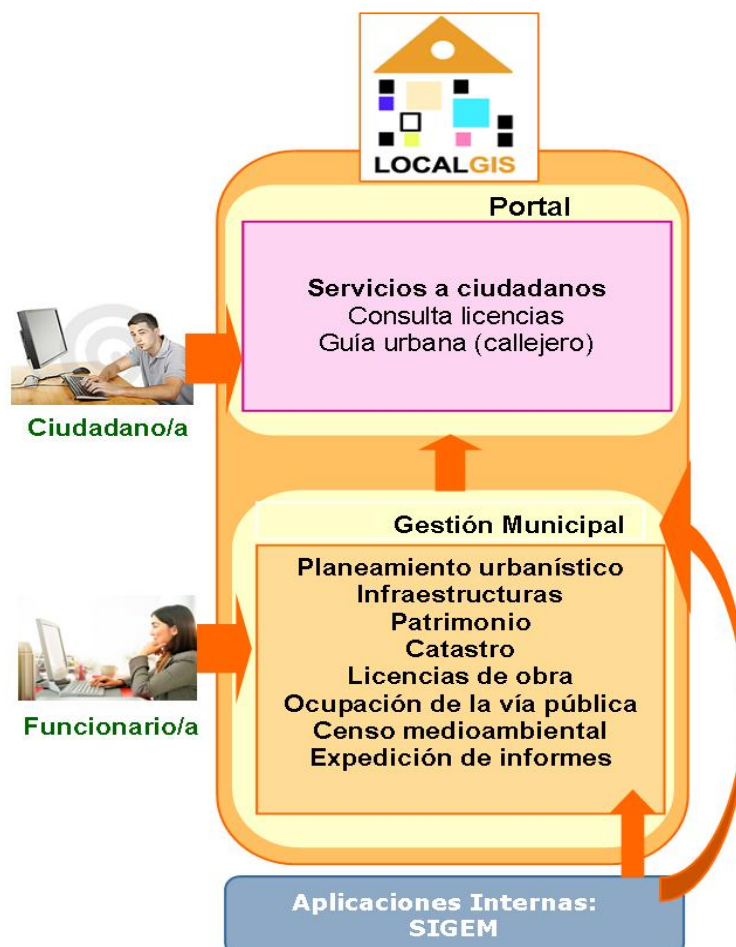 LOCALGIS
Portal
Servicios a ciudadanos
Consulta licencias
Guía urbana (callejero)
Ciudadano/a
Gestión Municipal
Planeamiento urbanístico
Infraestructuras
Patrimonio
Catastro
Licencias de obra
Ocupación de la vía pública
Censo medioambiental
Expedición de informes
Funcionario/a
Aplicaciones Internas:
SIGEM